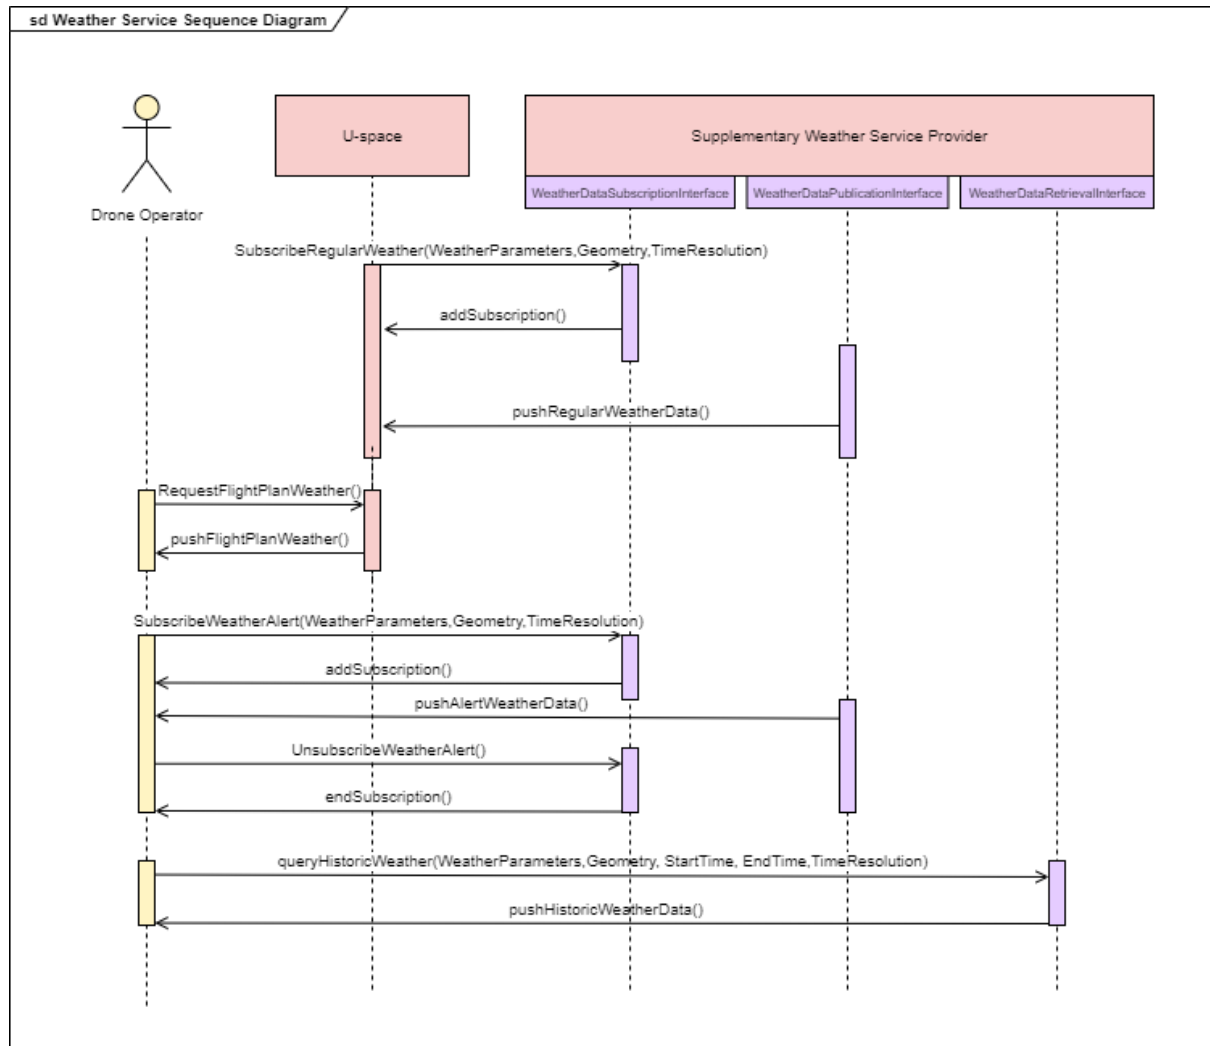 sd Weather Service Sequence Diagram
U-space
Supplementary Weather Service Provider
WeatherDataSubscriptionInterface
WeatherDataPublicationInterface
WeatherDataRetrievalInterface
Drone Operator
SubscribeRegularWeather(WeatherParameters,Geometry,TimeResolution)
addSubscription()
pushRegularWeatherData()
RequestFlightPlanWeather()
pushFlightPlanWeather()
SubscribeWeatherAlert(WeatherParameters,Geometry,TimeResolution)
addSubscription()
pushAlertWeatherData()
UnsubscribeWeatherAlert()
endSubscription()
queryHistoricWeather(WeatherParameters,Geometry, StartTime, EndTime,TimeResolution)
pushHistoricWeatherData()